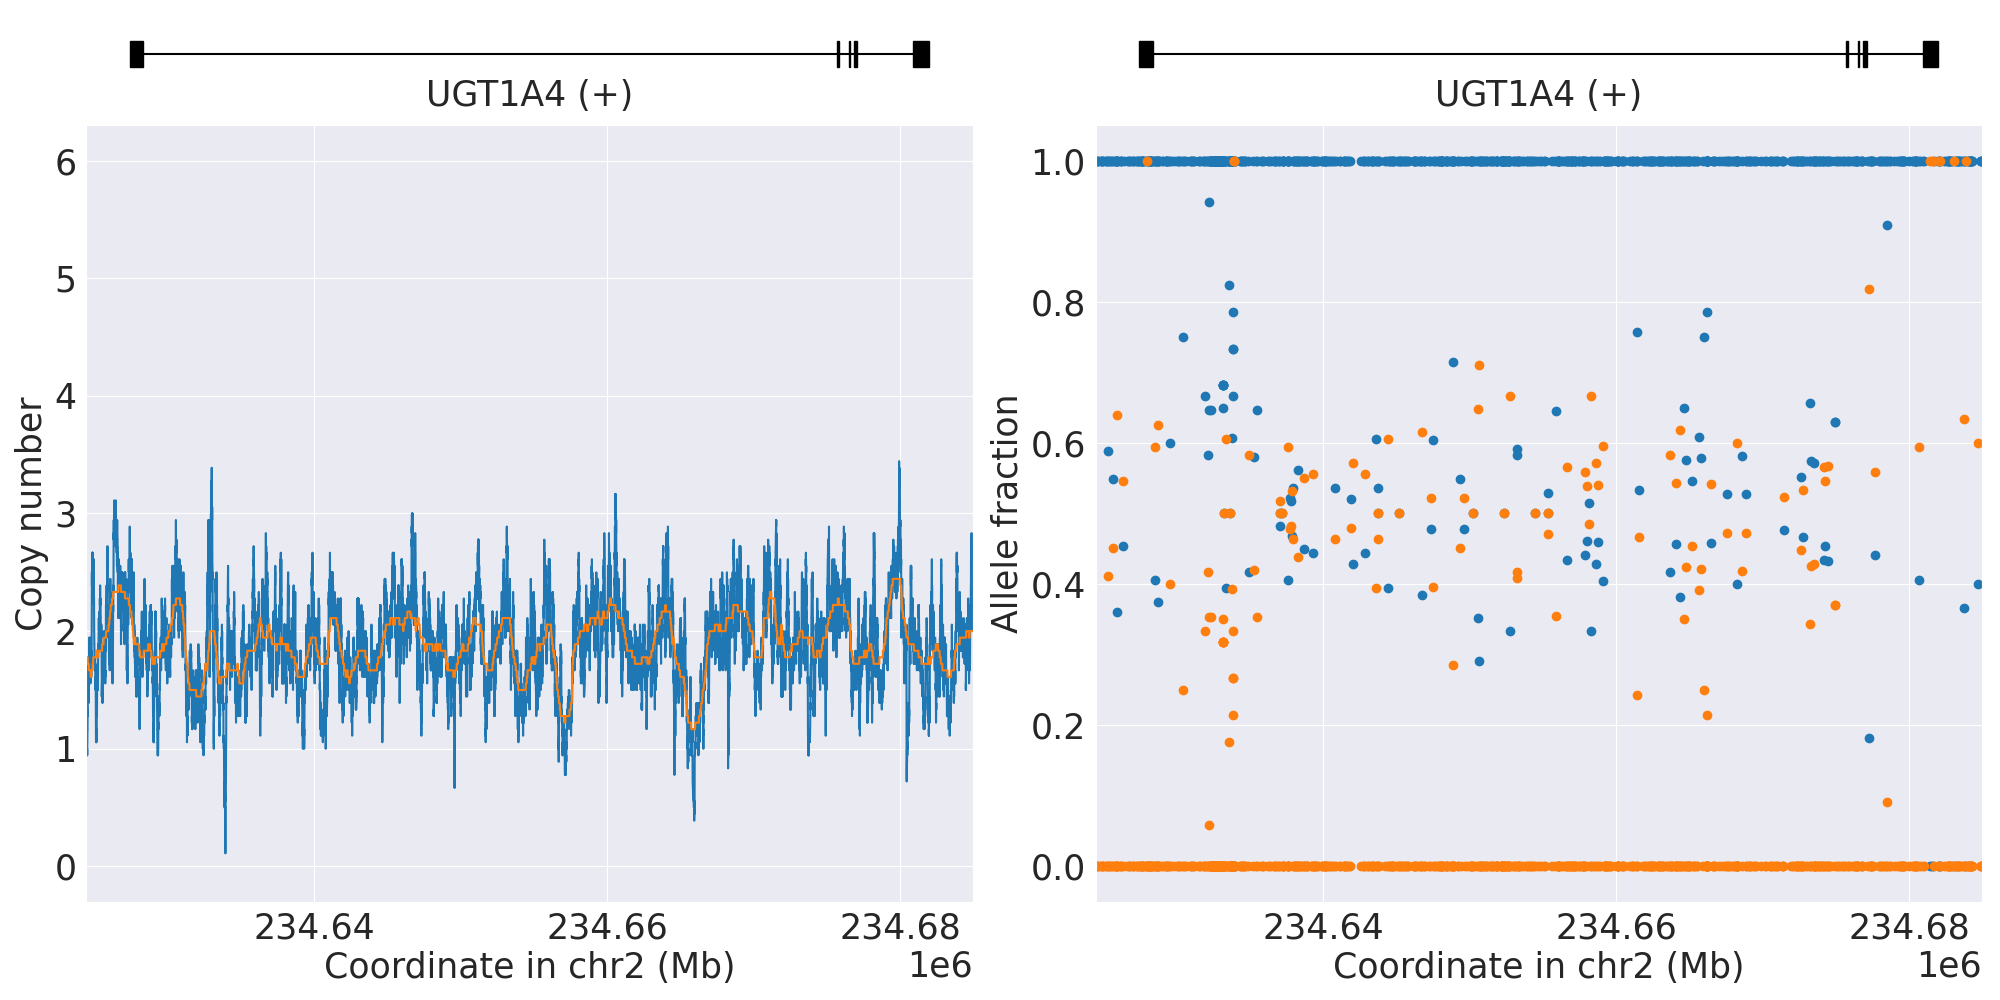 UGT1A4 (+)
6
5
4
3
2
1
0
Copy number
234.64 234.66 234.68
Coordinate in chr2 (Mb)
1e6
UGT1A4 (+)
1.0
0.8
0.6
0.4
0.2
0.0
Allele fraction
234.64 234.66 234.68
Coordinate in chr2 (Mb)
1e6